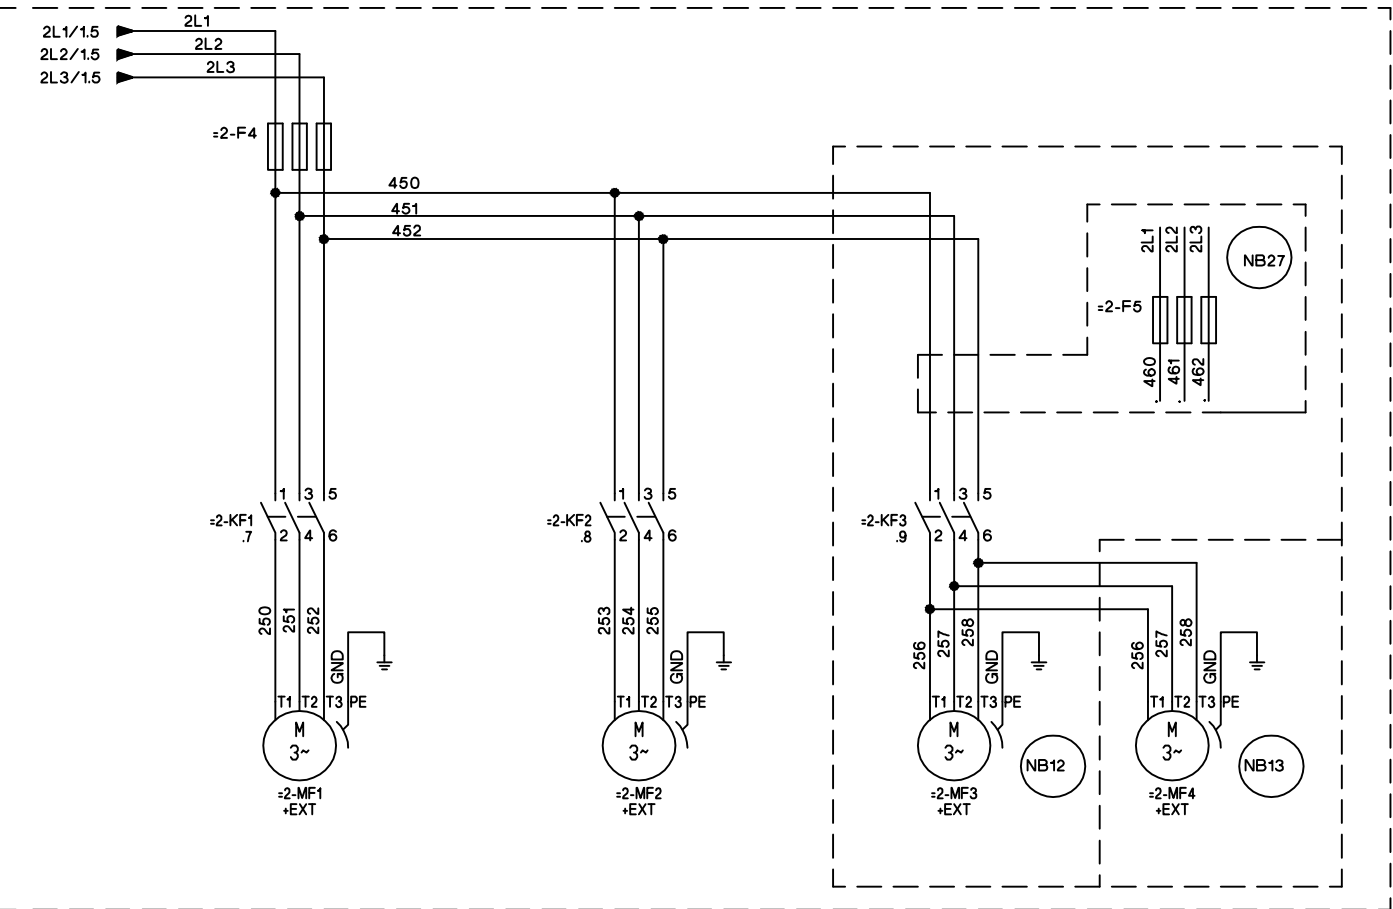 2L1/1.5
2L1
2L2/1.5
2L2
2L3/1.5
2L3
=2-F4
450
451
452
2L1
2L2
2L3
NB27
=2-F5
460
461
462
1 3 5
=2-KF1
.7
2 4 6
1 3 5
=2-KF2
.8
2 4 6
1 3 5
=2-KF3
.9
2 4 6
250
251
252
GND
253
254
255
GND
256
257
258
GND
256
257
258
GND
T1 T2 T3 PE
T1 T2 T3 PE
T1 T2 T3 PE
T1 T2 T3 PE
M
3~
M
3~
M
3~
NB12
M
3~
NB13
=2-MF1
+EXT
=2-MF2
+EXT
=2-MF3
+EXT
=2-MF4
+EXT